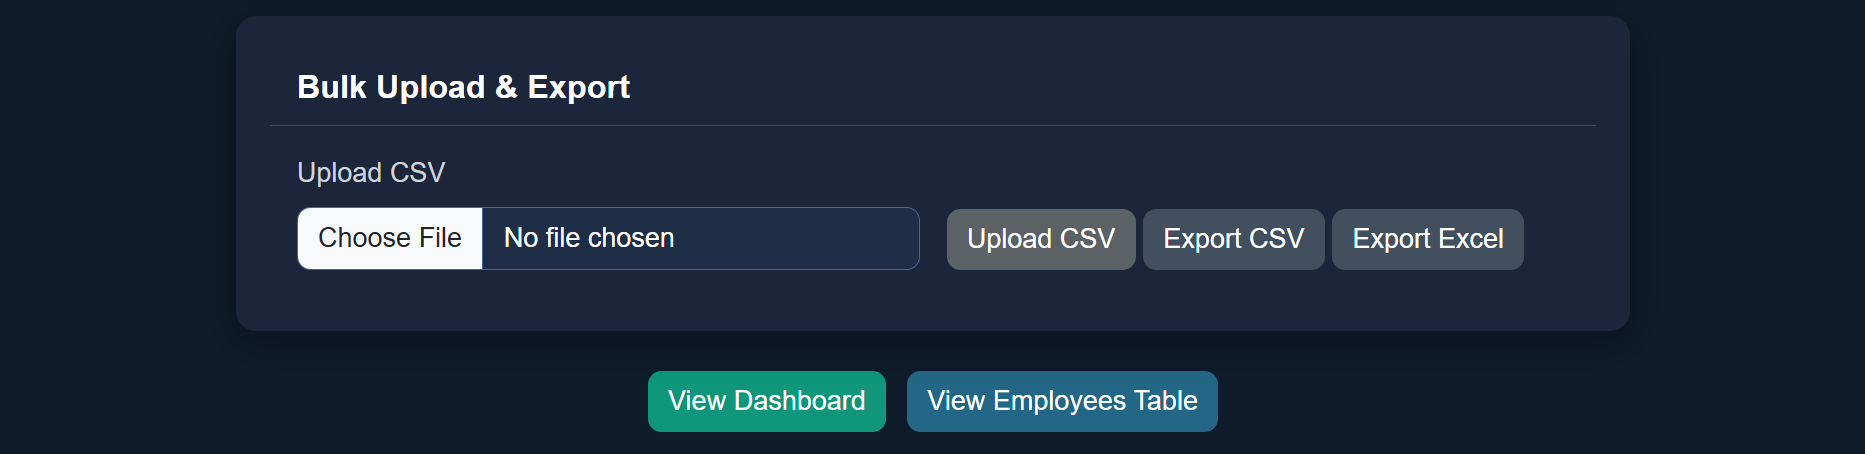 Bulk Upload & Export
Upload CSV
Choose File No file chosen Upload CSV Export CSV Export Excel
View Dashboard View Employees Table